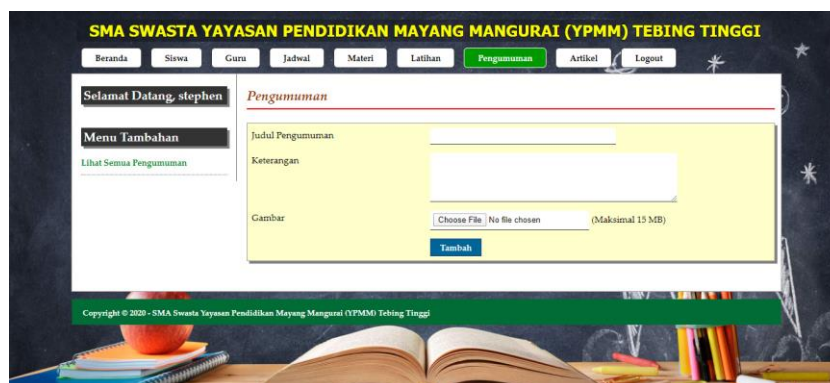 SMA SWASTA YAYASAN PENDIDIKAN MAYANG MANGURAI (YPMM) TEBING TINGGI
Beranda Siswa Guru Jadwal Materi Latihan Pengumuman Artikel Logout
Selamat Datang, stephen
Menu Tambahan
Lihat Semua Pengumuman
Pengumuman
Judul Pengumuman
Keterangan
Gambar Choose File No file chosen (Maksimal 15 MB)
Tambah
Copyright © 2020 - SMA Swasta Yayasan Pendidikan Mayang Mangurai (YPMM) Tebing Tinggi